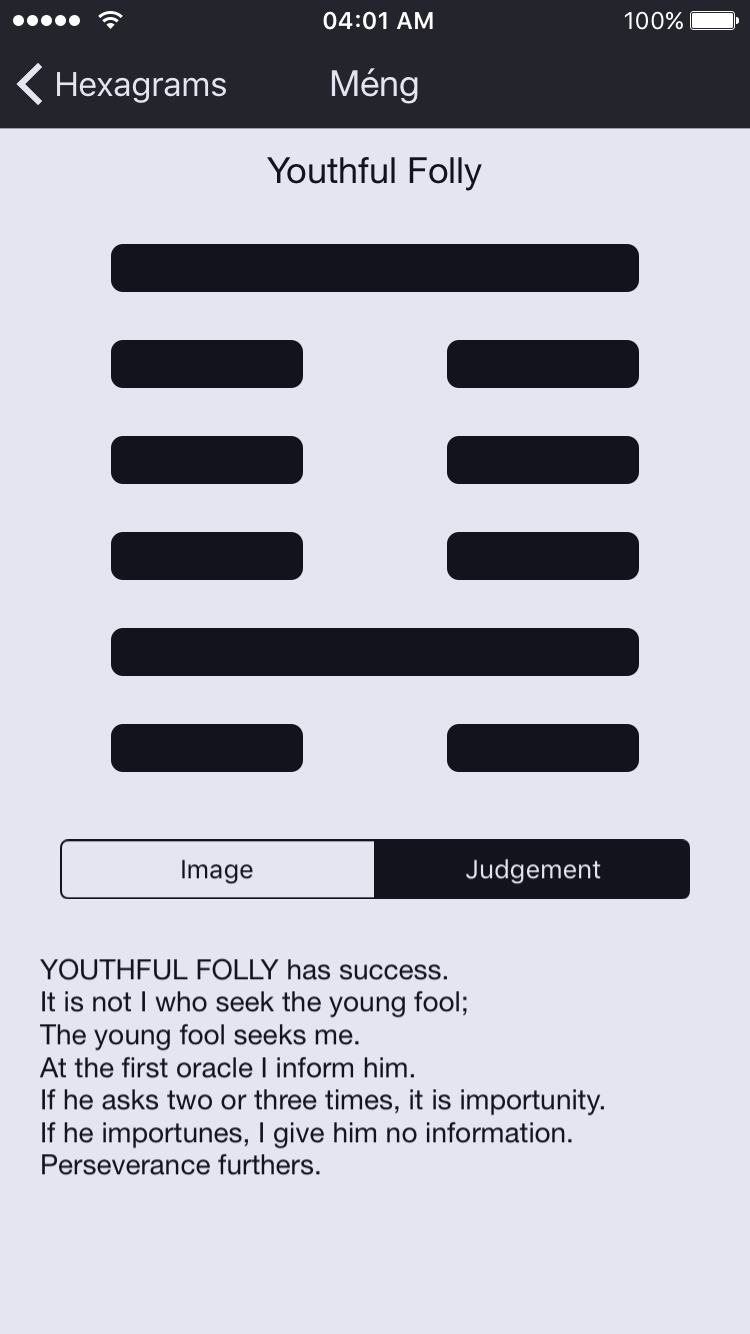 04:01 AM 100%
Hexagrams Méng
Youthful Folly
Image Judgement
YOUTHFUL FOLLY has success.
It is not I who seek the young fool;
The young fool seeks me.
At the first oracle I inform him.
If he asks two or three times, it is importunity.
If he importunes, I give him no information.
Perseverance furthers.